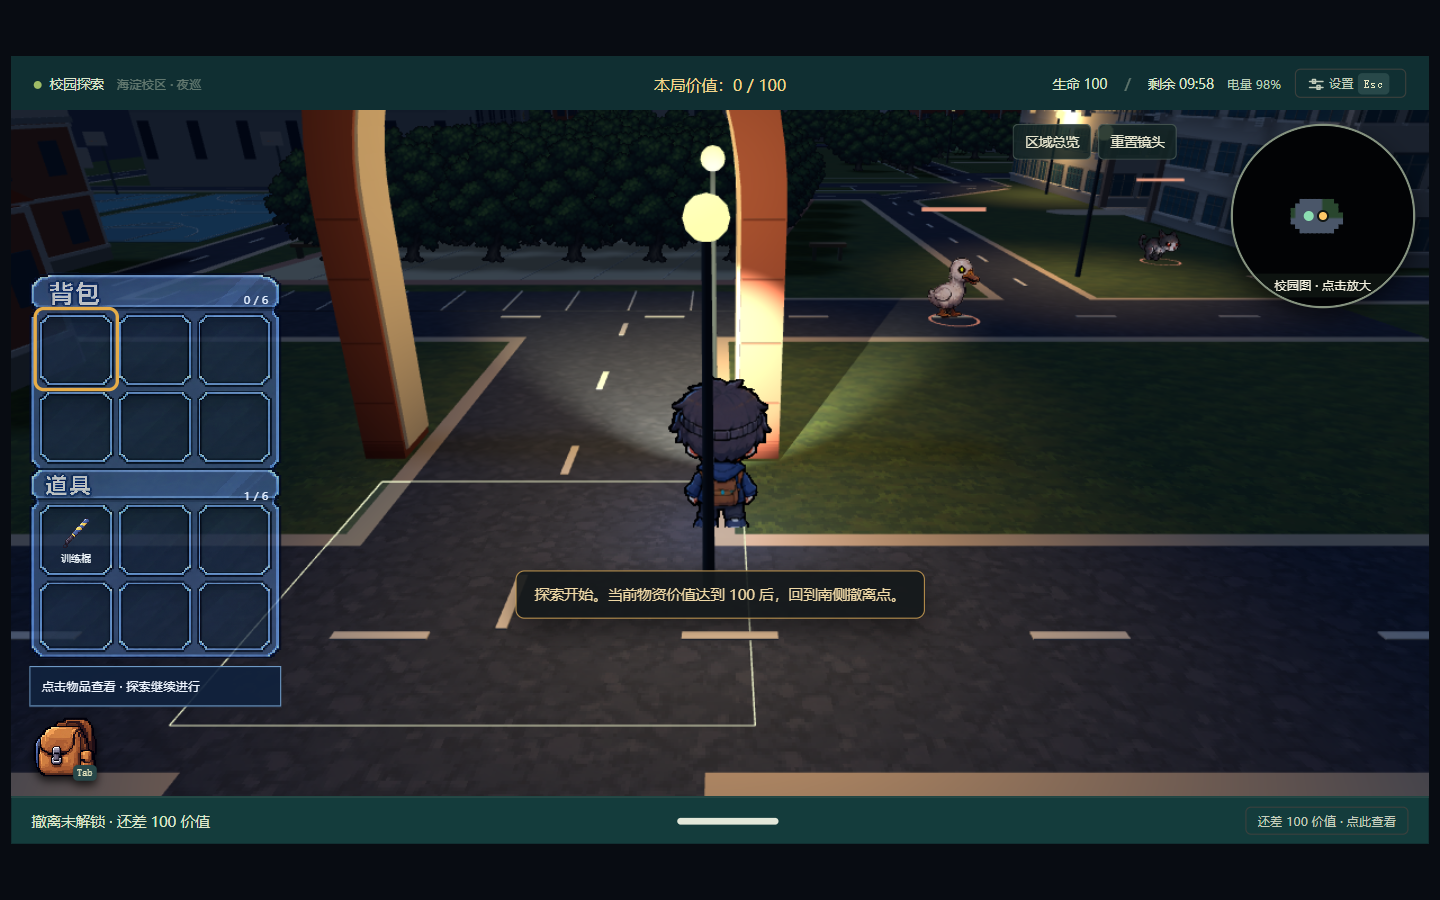 校园探索 海淀校区 · 夜巡
本局价值：0 / 100
生命 100 / 剩余 09:58 电量 98% 设置 Esc
区域总览 重置镜头
校园图 · 点击放大
背包 0 / 6
道具 1 / 6
训练棍
点击物品查看 · 探索继续进行
Tab
探索开始。当前物资价值达到 100 后，回到南侧撤离点。
撤离未解锁 · 还差 100 价值
还差 100 价值 · 点此查看